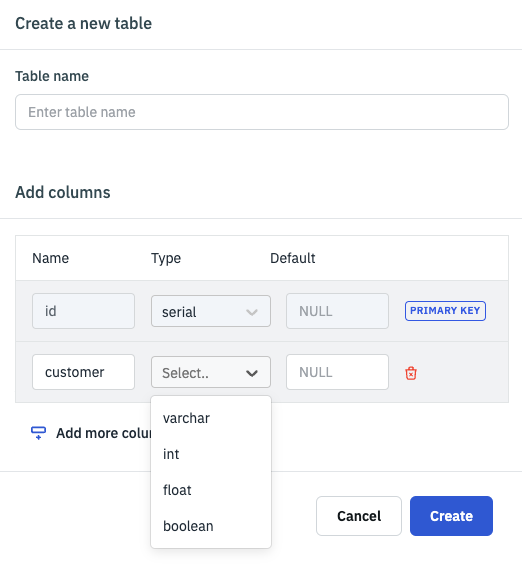 Create a new table
Table name
Enter table name
Add columns
Name Type Default
id serial NULL PRIMARY KEY
customer Select.. NULL
varchar
Add more colu
int
float
boolean
Cancel Create